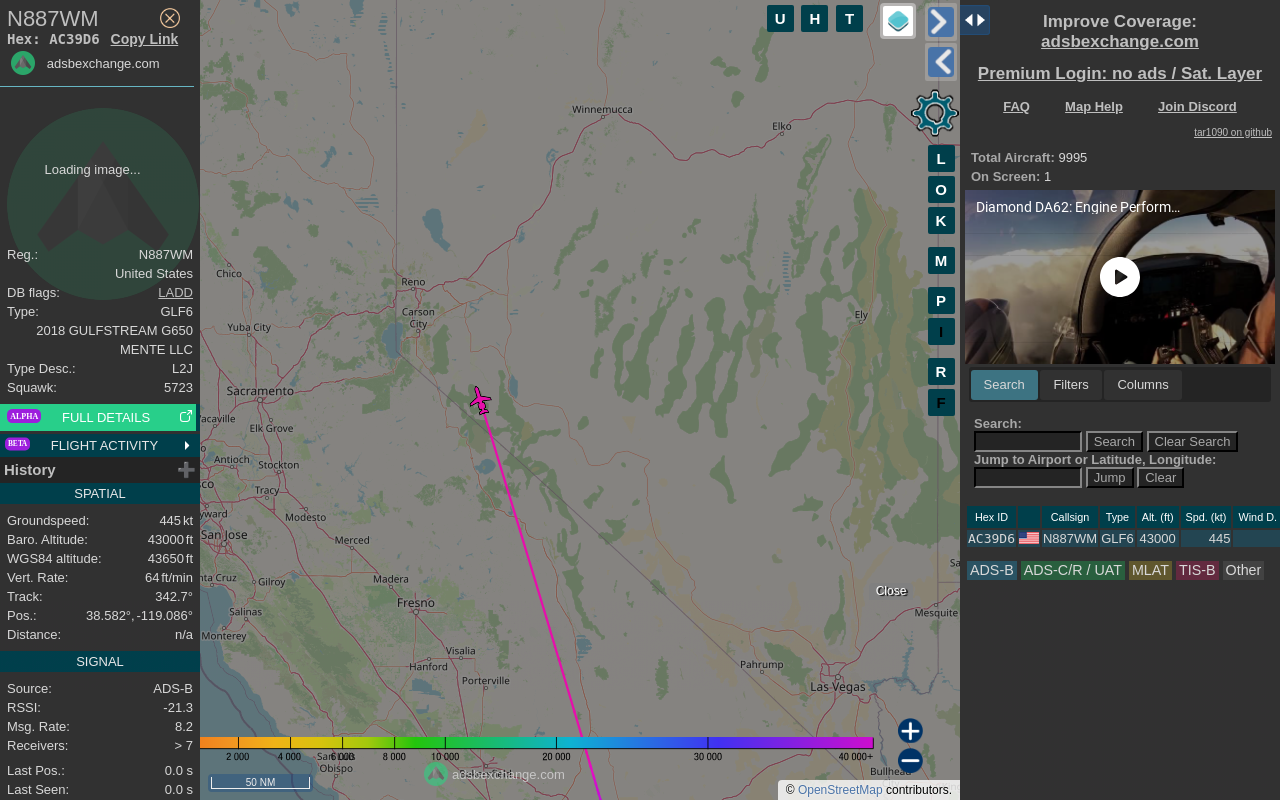 N887WM
Hex: AC39D6 Copy Link
adsbexchange.com
Loading image...
Reg.: N887WM
United States
DB flags: LADD
Type: GLF6
2018 GULFSTREAM G650
MENTE LLC
Type Desc.: L2J
Squawk: 5723
ALPHA FULL DETAILS
BETA FLIGHT ACTIVITY
History
SPATIAL
Groundspeed: 445 kt
Baro. Altitude: 43000 ft
WGS84 altitude: 43650 ft
Vert. Rate: 64 ft/min
Track: 342.7°
Pos.: 38.582°, -119.086°
Distance: n/a
SIGNAL
Source: ADS-B
RSSI: -21.3
Msg. Rate: 8.2
Receivers: > 7
Last Pos.: 0.0 s
Last Seen: 0.0 s
U H T
L
O
K
M
P
I
R
F
Winnemucca
Elko
Chico
Reno
Carson
City
Ely
Yuba City
Sacramento
Vacaville
Elk Grove
Antioch
Stockton
sco
Tracy
yward
Modesto
San Jose
Merced
nta Cruz
Gilroy
Madera
Salinas
Fresno
Monterey
Visalia
Hanford
Porterville
Pahrump
Las Vegas
Mesquite
Sa
Close
2 000 4 000 6 000 8 000 10 000 20 000 30 000 40 000+
San Luis
Obispo
Bullhead
adsbexchange.com
50 NM
© OpenStreetMap contributors.
Improve Coverage:
adsbexchange.com
Premium Login: no ads / Sat. Layer
FAQ Map Help Join Discord
tar1090 on github
Total Aircraft: 9995
On Screen: 1
Diamond DA62: Engine Perform...
Search Filters Columns
Search:
Search Clear Search
Jump to Airport or Latitude, Longitude:
Jump Clear
Hex ID Callsign Type Alt. (ft) Spd. (kt) Wind D.
AC39D6 N887WM GLF6 43000 445
ADS-B ADS-C/R / UAT MLAT TIS-B Other